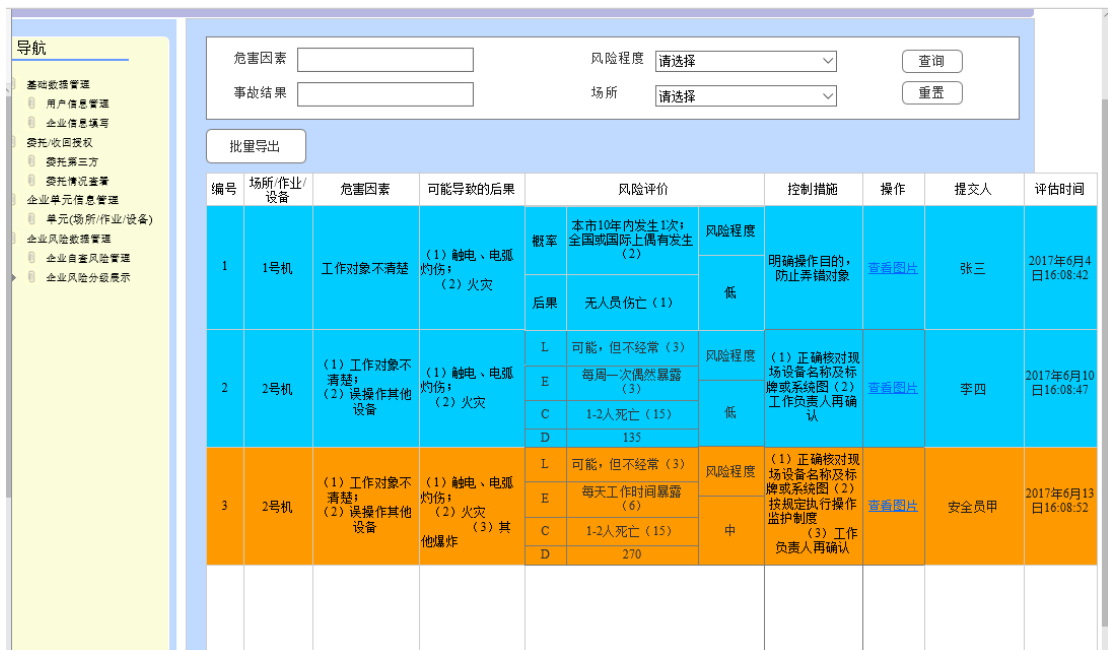 导航
基础数据管理
用户信息管理
企业信息填写
委托/收回授权
委托第三方
委托情况查看
企业单元信息管理
单元(场所/作业/设备)
企业风险数据管理
企业自查风险管理
企业风险分级展示
危害因素
风险程度
请选择
查询
事故结果
场所
请选择
重置
批量导出
编号
场所/作业/
设备
危害因素
可能导致的后果
风险评价
控制措施
操作
提交人
评估时间
1
1号机
工作对象不清楚
（1）触电、电弧
灼伤；
（2）火灾
概率
本市10年内发生1次；
全国或国际上偶有发生
（2）
后果
无人员伤亡（1）
风险程度
低
明确操作目的，
防止弄错对象
查看图片
张三
2017年6月4
日16:08:42
2
2号机
（1）工作对象不
清楚；
（2）误操作其他
设备
（1）触电、电弧
灼伤；
（2）火灾
L
可能，但不经常（3）
E
每周一次偶然暴露
（3）
C
1-2人死亡（15）
D
135
风险程度
低
（1）正确核对现
场设备名称及标
牌或系统图（2）
工作负责人再确
认
查看图片
李四
2017年6月10
日16:08:47
3
2号机
（1）工作对象不
清楚；
（2）误操作其他
设备
（1）触电、电弧
灼伤；
（2）火灾
（3）其
他爆炸
L
可能，但不经常（3）
E
每天工作时间暴露
（6）
C
1-2人死亡（15）
D
270
风险程度
中
（1）正确核对现
场设备名称及标
牌或系统图（2）
按规定执行操作
监护制度
（3）工作
负责人再确认
查看图片
安全员甲
2017年6月13
日16:08:52